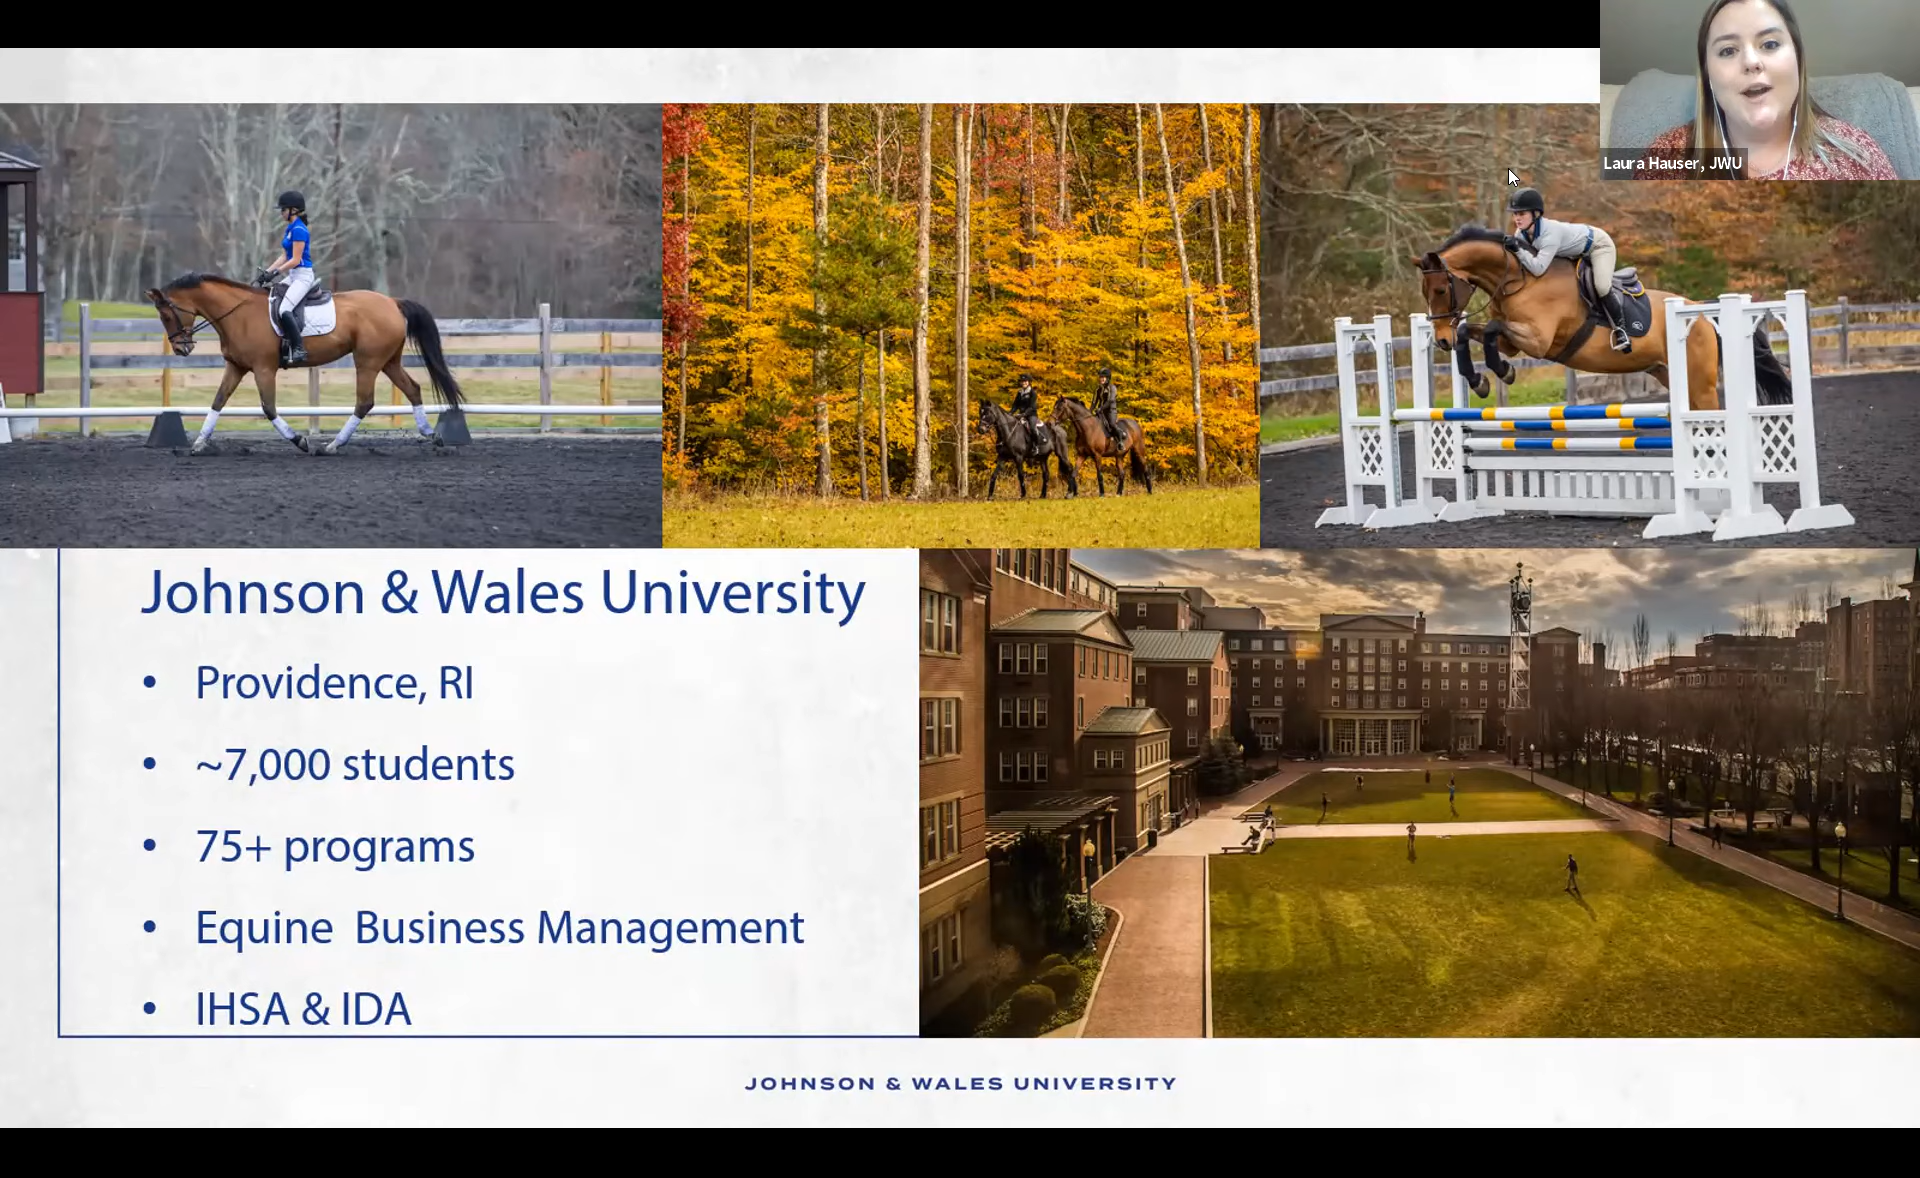 Laura Hauser, JWU
Johnson & Wales University
• Providence, RI
• ~7,000 students
• 75+ programs
• Equine  Business Management
• IHSA & IDA
JOHNSON & WALES UNIVERSITY